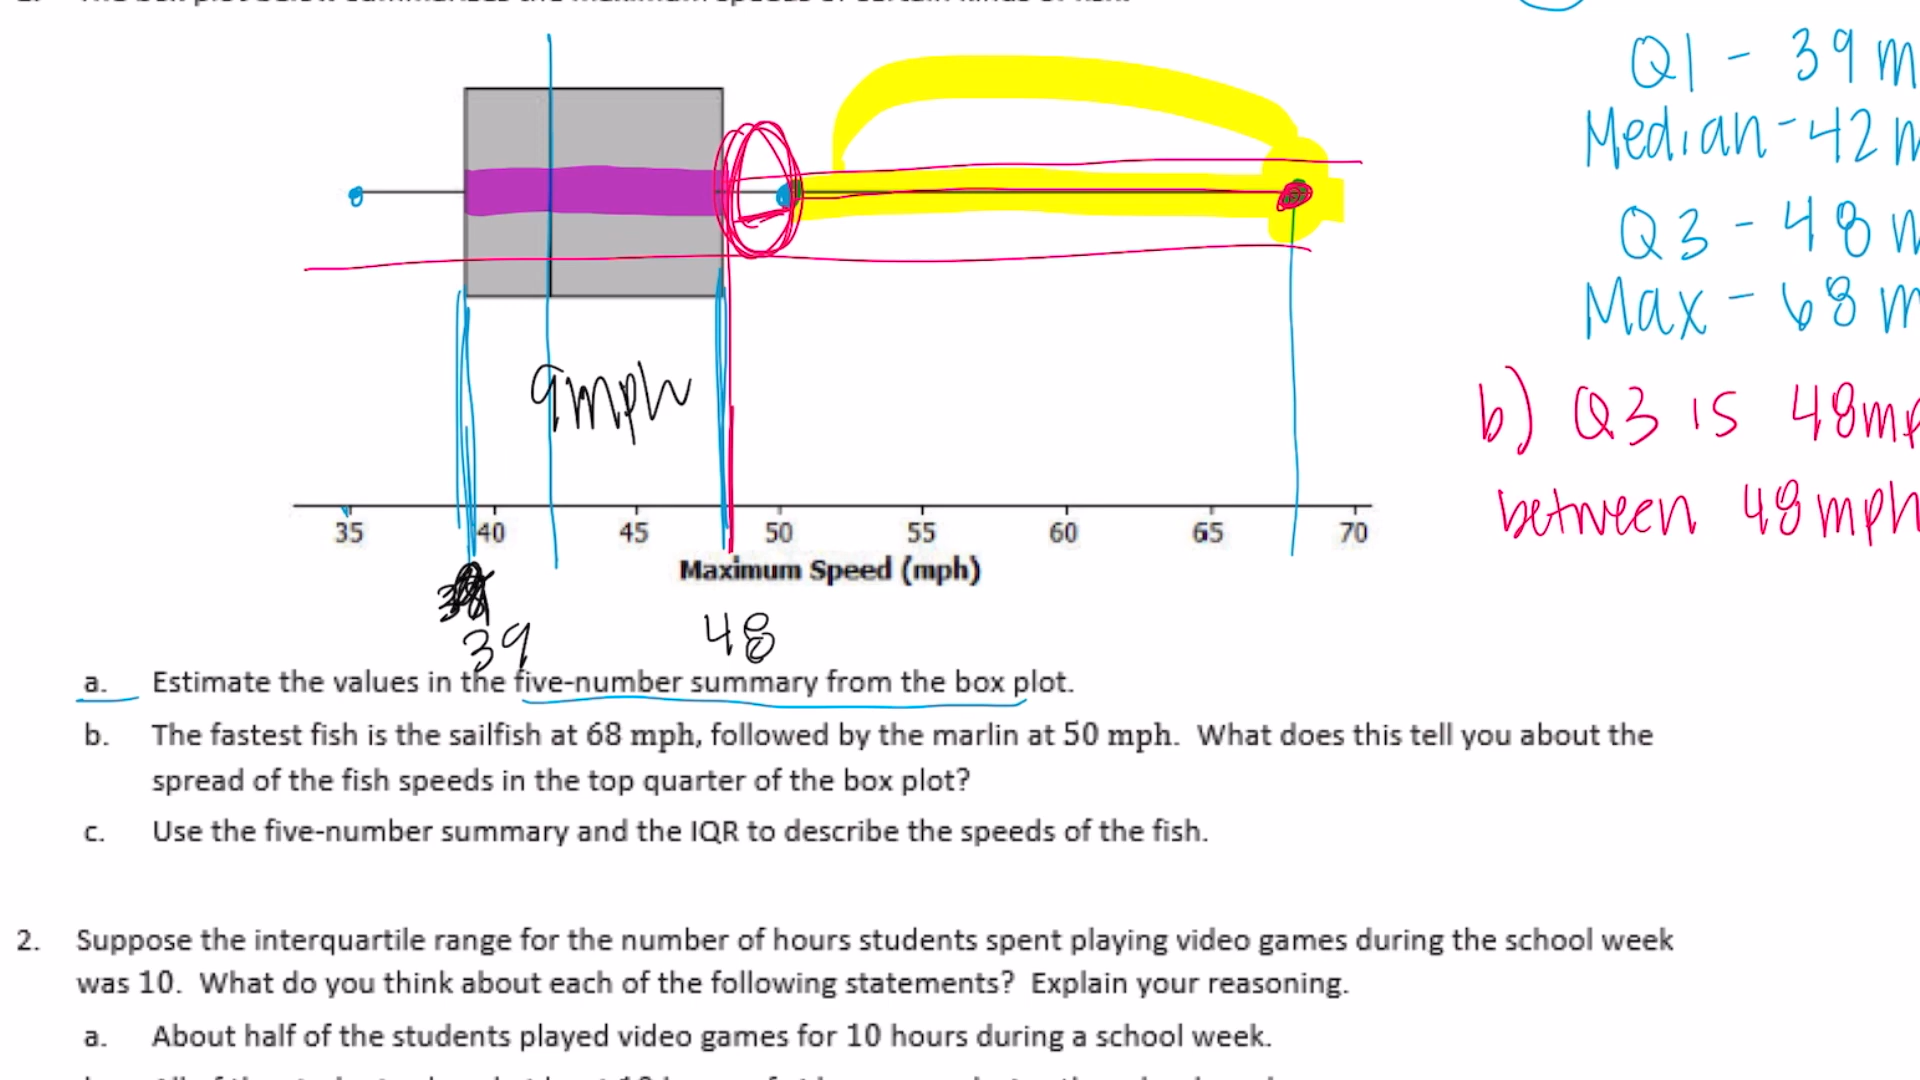 Q1 - 39 m
Median - 42 m
Q3 - 48 m
Max - 68 m
b) Q3 is 48mp
between 48mph
9mph
35 40 45 50 55 60 65 70
Maximum Speed (mph)
39
48
a. Estimate the values in the five-number summary from the box plot.
b. The fastest fish is the sailfish at 68 mph, followed by the marlin at 50 mph. What does this tell you about the
spread of the fish speeds in the top quarter of the box plot?
c. Use the five-number summary and the IQR to describe the speeds of the fish.
2. Suppose the interquartile range for the number of hours students spent playing video games during the school week
was 10. What do you think about each of the following statements? Explain your reasoning.
a. About half of the students played video games for 10 hours during a school week.